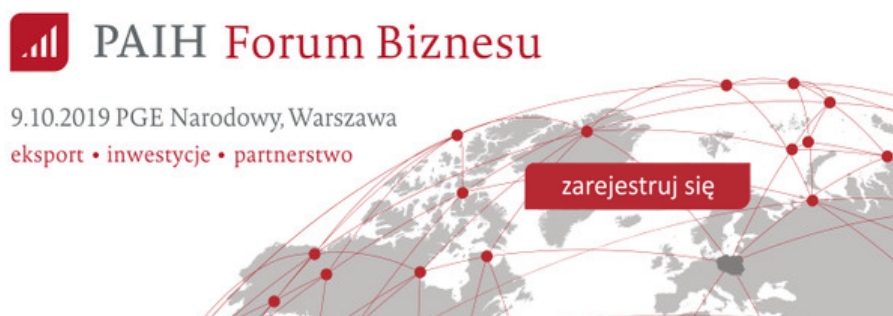 PAIH Forum Biznesu
9.10.2019 PGE Narodowy, Warszawa
eksport • inwestycje • partnerstwo
zarejestruj się